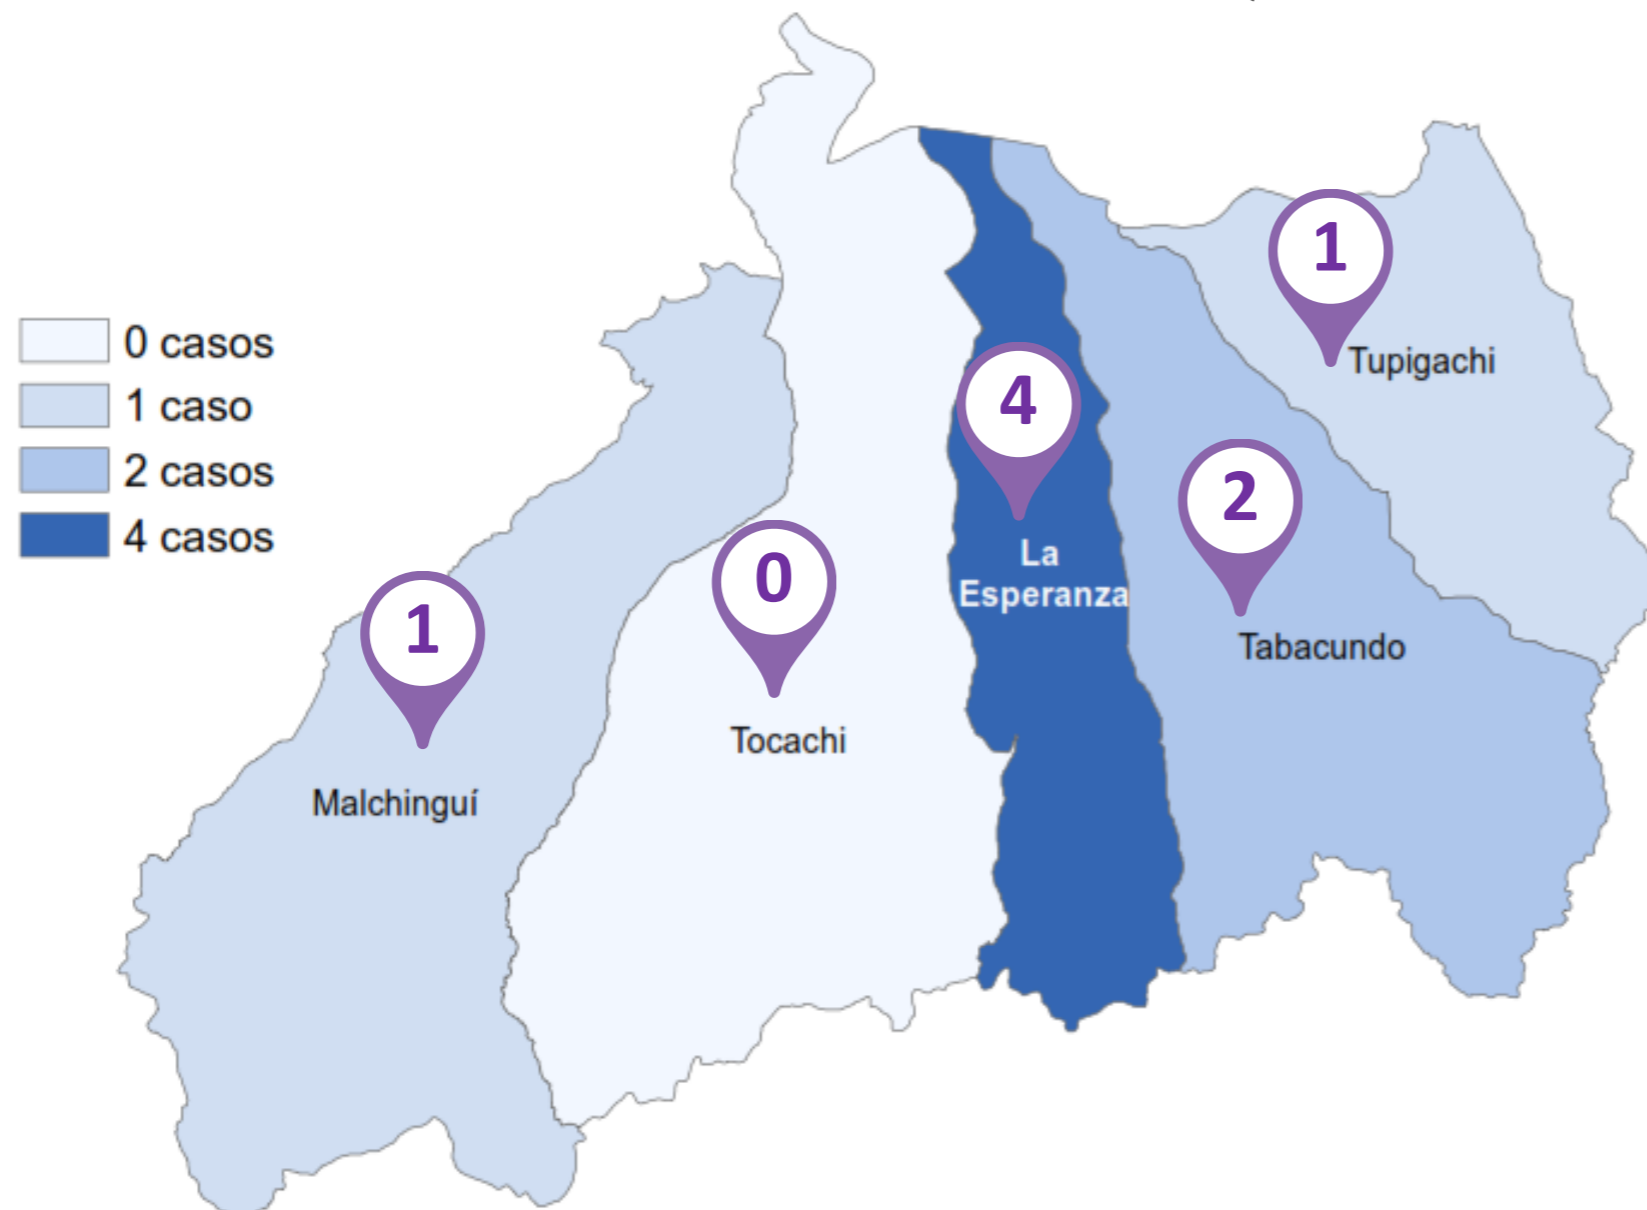 0 casos
1 caso
2 casos
4 casos
1
Tupigachi
4
La
Esperanza
2
Tabacundo
0
Tocachi
1
Malchinguí